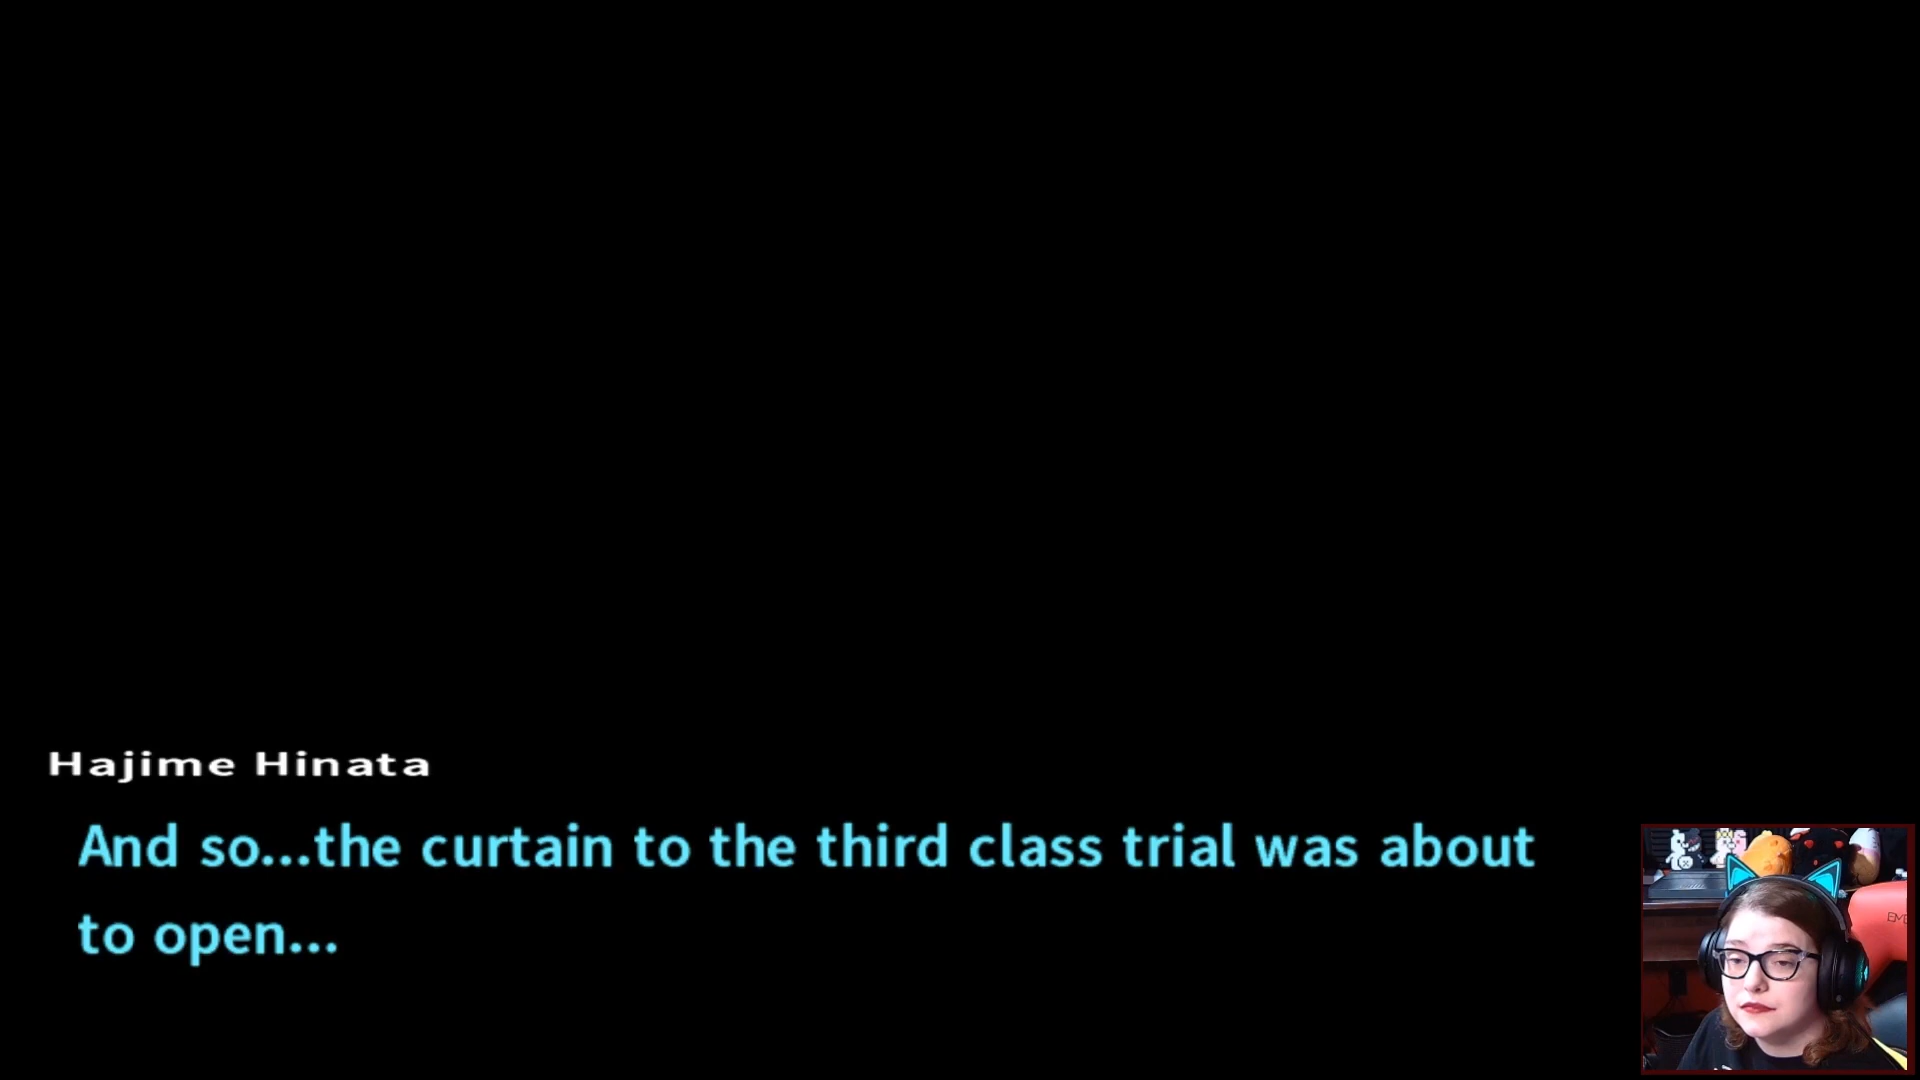 Hajime Hinata
And so...the curtain to the third class trial was about
to open...